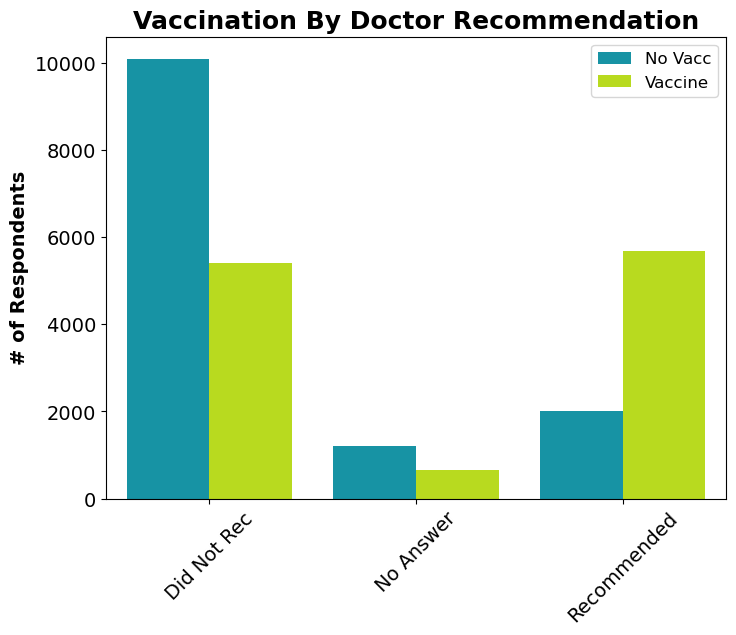 Vaccination By Doctor Recommendation
No Vacc
Vaccine
# of Respondents
10000
8000
6000
4000
2000
0
Did Not Rec
No Answer
Recommended